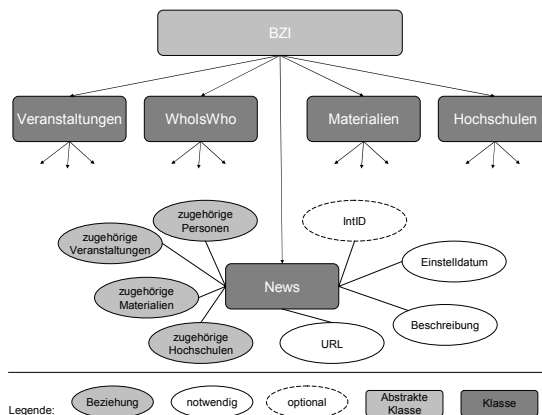 BZI
Veranstaltungen
WhoIsWho
Materialien
Hochschulen
zugehörige
Personen
IntID
zugehörige
Veranstaltungen
Einstelldatum
zugehörige
Materialien
News
Beschreibung
zugehörige
Hochschulen
URL
Legende:
Beziehung
notwendig
optional
Abstrakte
Klasse
Klasse